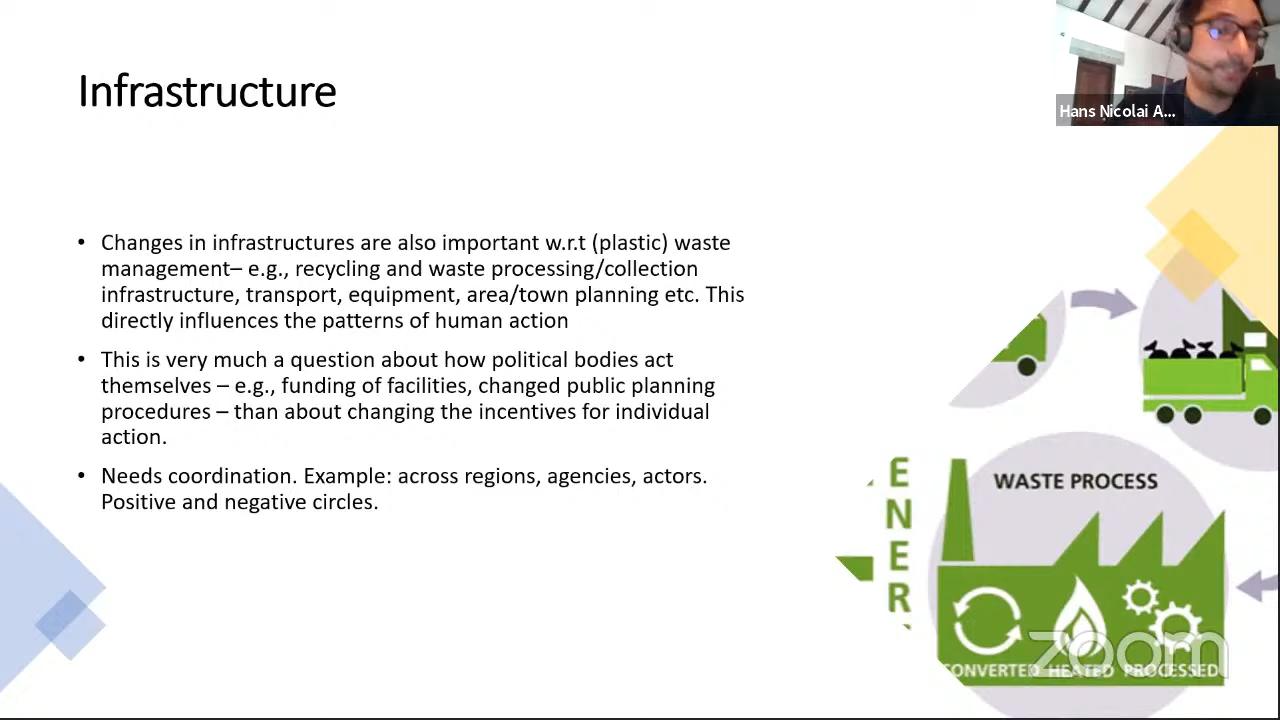 Infrastructure
Hans Nicolai A...
• Changes in infrastructures are also important w.r.t (plastic) waste
management– e.g., recycling and waste processing/collection
infrastructure, transport, equipment, area/town planning etc. This
directly influences the patterns of human action
• This is very much a question about how political bodies act
themselves – e.g., funding of facilities, changed public planning
procedures – than about changing the incentives for individual
action.
• Needs coordination. Example: across regions, agencies, actors.
Positive and negative circles.
ENER
WASTE PROCESS
CONVERTED HEATED PROCESSED
zoom